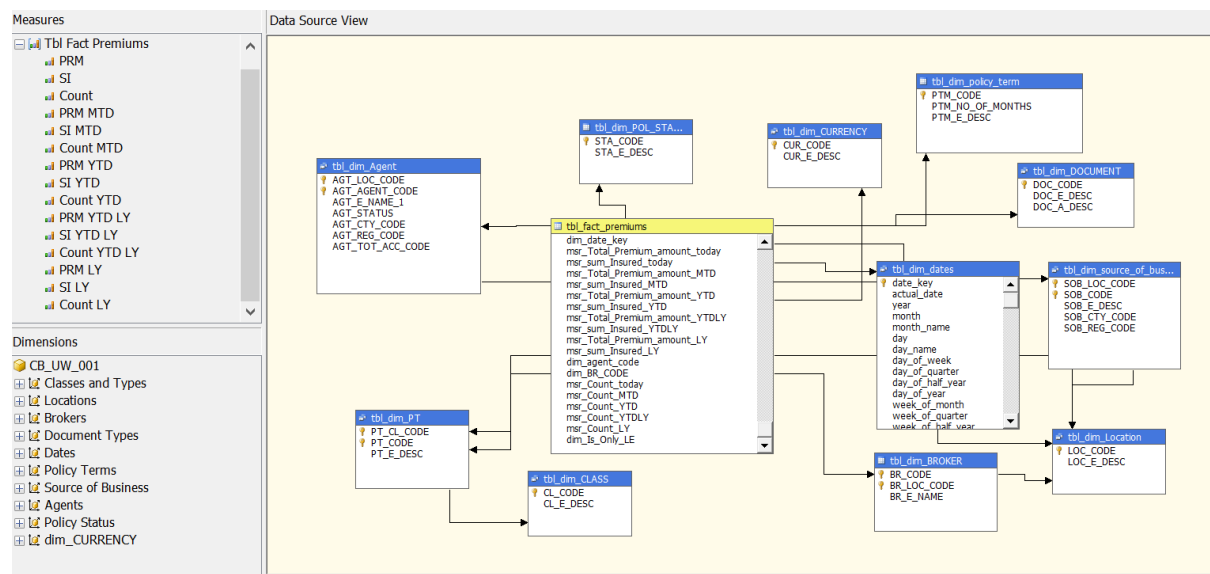 Measures
Tbl Fact Premiums
PRM
SI
Count
PRM MTD
SI MTD
Count MTD
PRM YTD
SI YTD
Count YTD
PRM YTD LY
SI YTD LY
Count YTD LY
PRM LY
SI LY
Count LY
Dimensions
CB_UW_001
Classes and Types
Locations
Brokers
Document Types
Dates
Policy Terms
Source of Business
Agents
Policy Status
dim_CURRENCY
Data Source View
tbl_dim_Agent
AGT_LOC_CODE
AGT_AGENT_CODE
AGT_E_NAME_1
AGT_STATUS
AGT_CTY_CODE
AGT_REG_CODE
AGT_TOT_ACC_CODE
tbl_dim_POL_STA...
STA_CODE
STA_E_DESC
tbl_dim_CURRENCY
CUR_CODE
CUR_E_DESC
tbl_dim_policy_term
PTM_CODE
PTM_NO_OF_MONTHS
PTM_E_DESC
tbl_dim_DOCUMENT
DOC_CODE
DOC_E_DESC
DOC_A_DESC
tbl_fact_premiums
dim_date_key
msr_Total_Premium_amount_today
msr_sum_Insured_today
msr_Total_Premium_amount_MTD
msr_sum_Insured_MTD
msr_Total_Premium_amount_YTD
msr_sum_Insured_YTD
msr_Total_Premium_amount_YTDLY
msr_sum_Insured_YTDLY
msr_Total_Premium_amount_LY
msr_sum_Insured_LY
dim_agent_code
dim_BR_CODE
msr_Count_today
msr_Count_MTD
msr_Count_YTD
msr_Count_YTDLY
msr_Count_LY
dim_Is_Only_LE
tbl_dim_dates
date_key
actual_date
year
month
month_name
day
day_name
day_of_week
day_of_quarter
day_of_half_year
day_of_year
week_of_month
week_of_quarter
week_of_half_year
tbl_dim_source_of_bus...
SOB_LOC_CODE
SOB_CODE
SOB_E_DESC
SOB_CTY_CODE
SOB_REG_CODE
tbl_dim_PT
PT_CL_CODE
PT_CODE
PT_E_DESC
tbl_dim_CLASS
CL_CODE
CL_E_DESC
tbl_dim_BROKER
BR_CODE
BR_LOC_CODE
BR_E_NAME
tbl_dim_Location
LOC_CODE
LOC_E_DESC